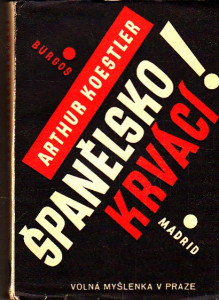 BURGOS
ARTHUR KOESTLER
ŠPANĚLSKO
KRVÁCÍ!
MADRID
VOLNÁ MYŠLENKA V PRAZE